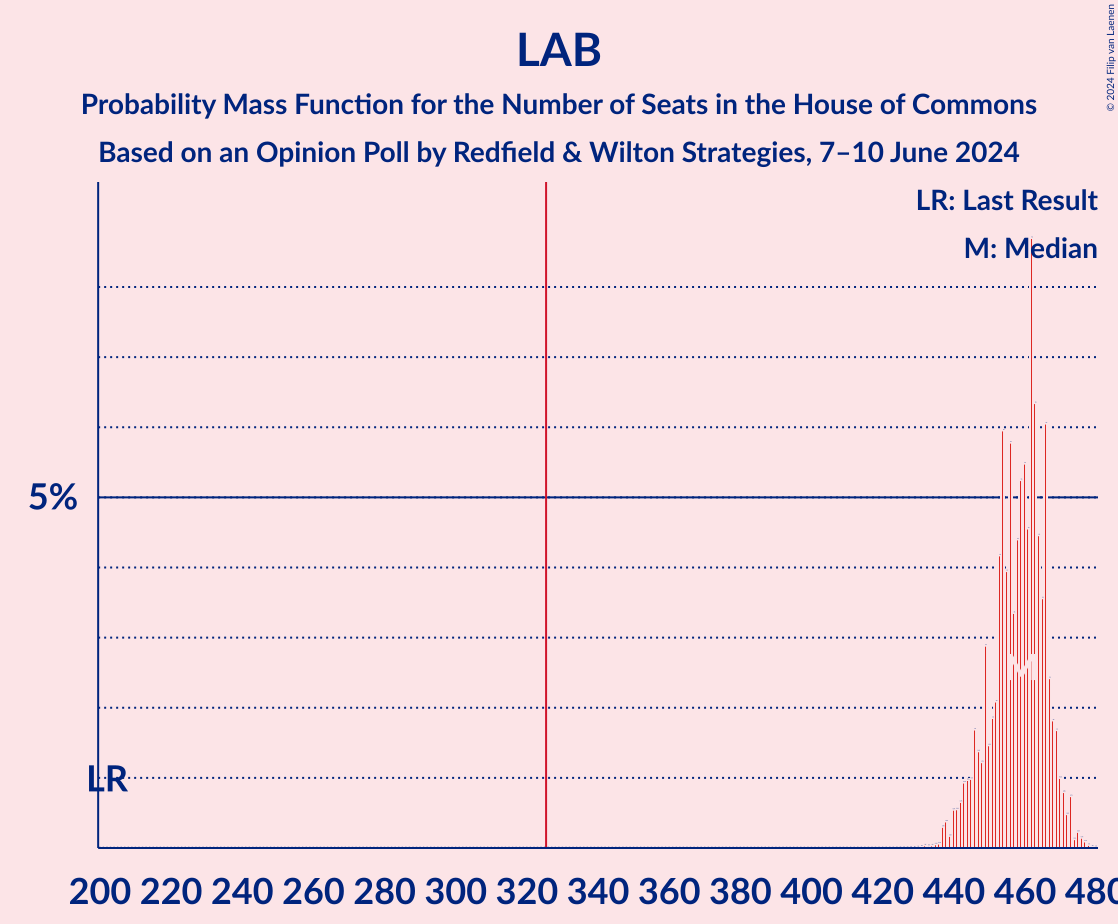 LAB
Probability Mass Function for the Number of Seats in the House of Commons
Based on an Opinion Poll by Redfield & Wilton Strategies, 7–10 June 2024
© 2024 Filip van Laenen
LR: Last Result
M: Median
5%
LR
M
200 220 240 260 280 300 320 340 360 380 400 420 440 460 480